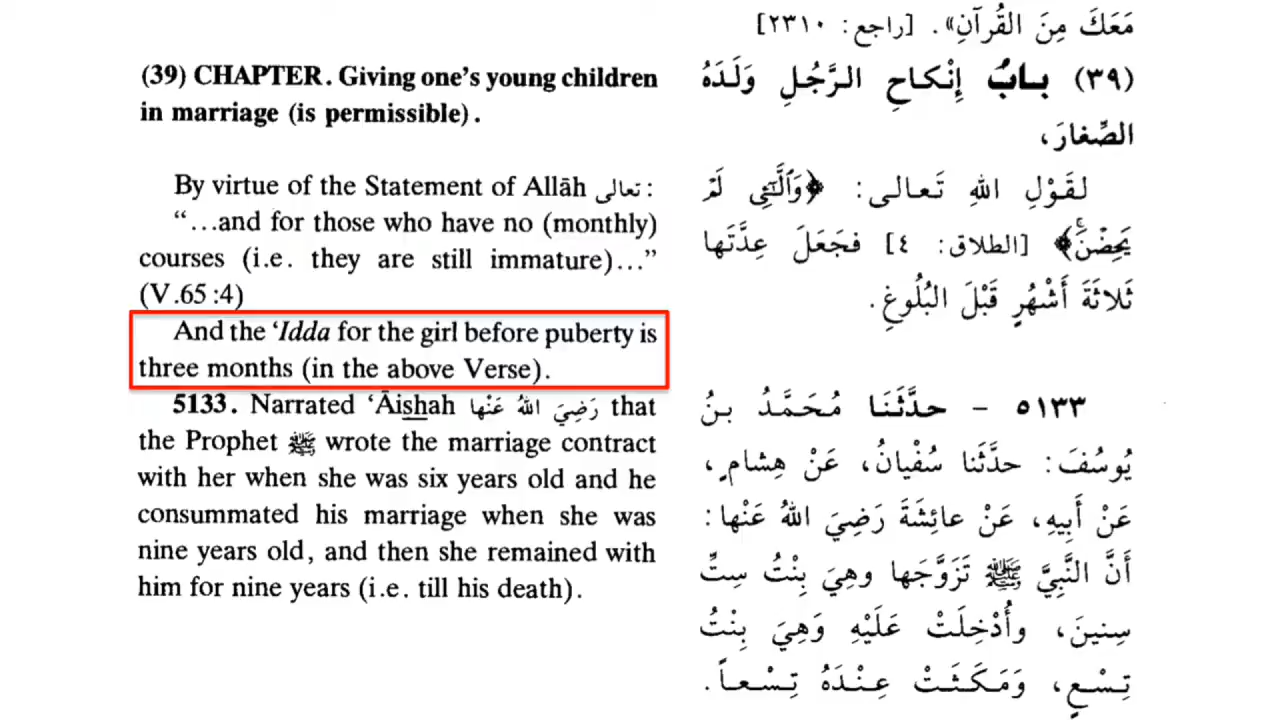 (39) CHAPTER. Giving one's young children
in marriage (is permissible).
By virtue of the Statement of Allāh تعالى:
“...and for those who have no (monthly)
courses (i.e. they are still immature)...”
(V.65:4)
And the ‘Idda for the girl before puberty is
three months (in the above Verse).
5133. Narrated ‘Āishah رَضِيَ اللهُ عَنْها that
the Prophet ﷺ wrote the marriage contract
with her when she was six years old and he
consummated his marriage when she was
nine years old, and then she remained with
him for nine years (i.e. till his death).
مَعَكَ مِنَ الْقُرآنِ». [راجع: ٢٣١٠]
(٣٩) بابُ إِنْكاحِ الرَّجُلِ وَلَدَهُ
الصِّغارَ،
لقَوْلِ اللهِ تَعالى: ﴿وَٱلَّـٰٓئِى لَمْ
يَحِضْنَۚ﴾ [الطلاق: ٤] فجَعَلَ عِدَّتَها
ثَلاثَةَ أَشْهُرٍ قَبْلَ البُلُوغِ.
٥١٣٣ - حدَّثَنَا مُحَمَّدُ بنُ
يُوسُفَ: حدَّثَنا سُفْيانُ، عَنْ هِشامٍ،
عَنْ أَبِيهِ، عَنْ عائِشَةَ رَضِيَ اللهُ عَنْها:
أَنَّ النَّبِيَّ ﷺ تَزَوَّجَها وهِيَ بِنْتُ سِتِّ
سِنِينَ، وأُدْخِلَتْ عَلَيْهِ وَهِيَ بِنْتُ
تِسْعٍ، وَمَكَثَتْ عِنْدَهُ تِسْعاً.